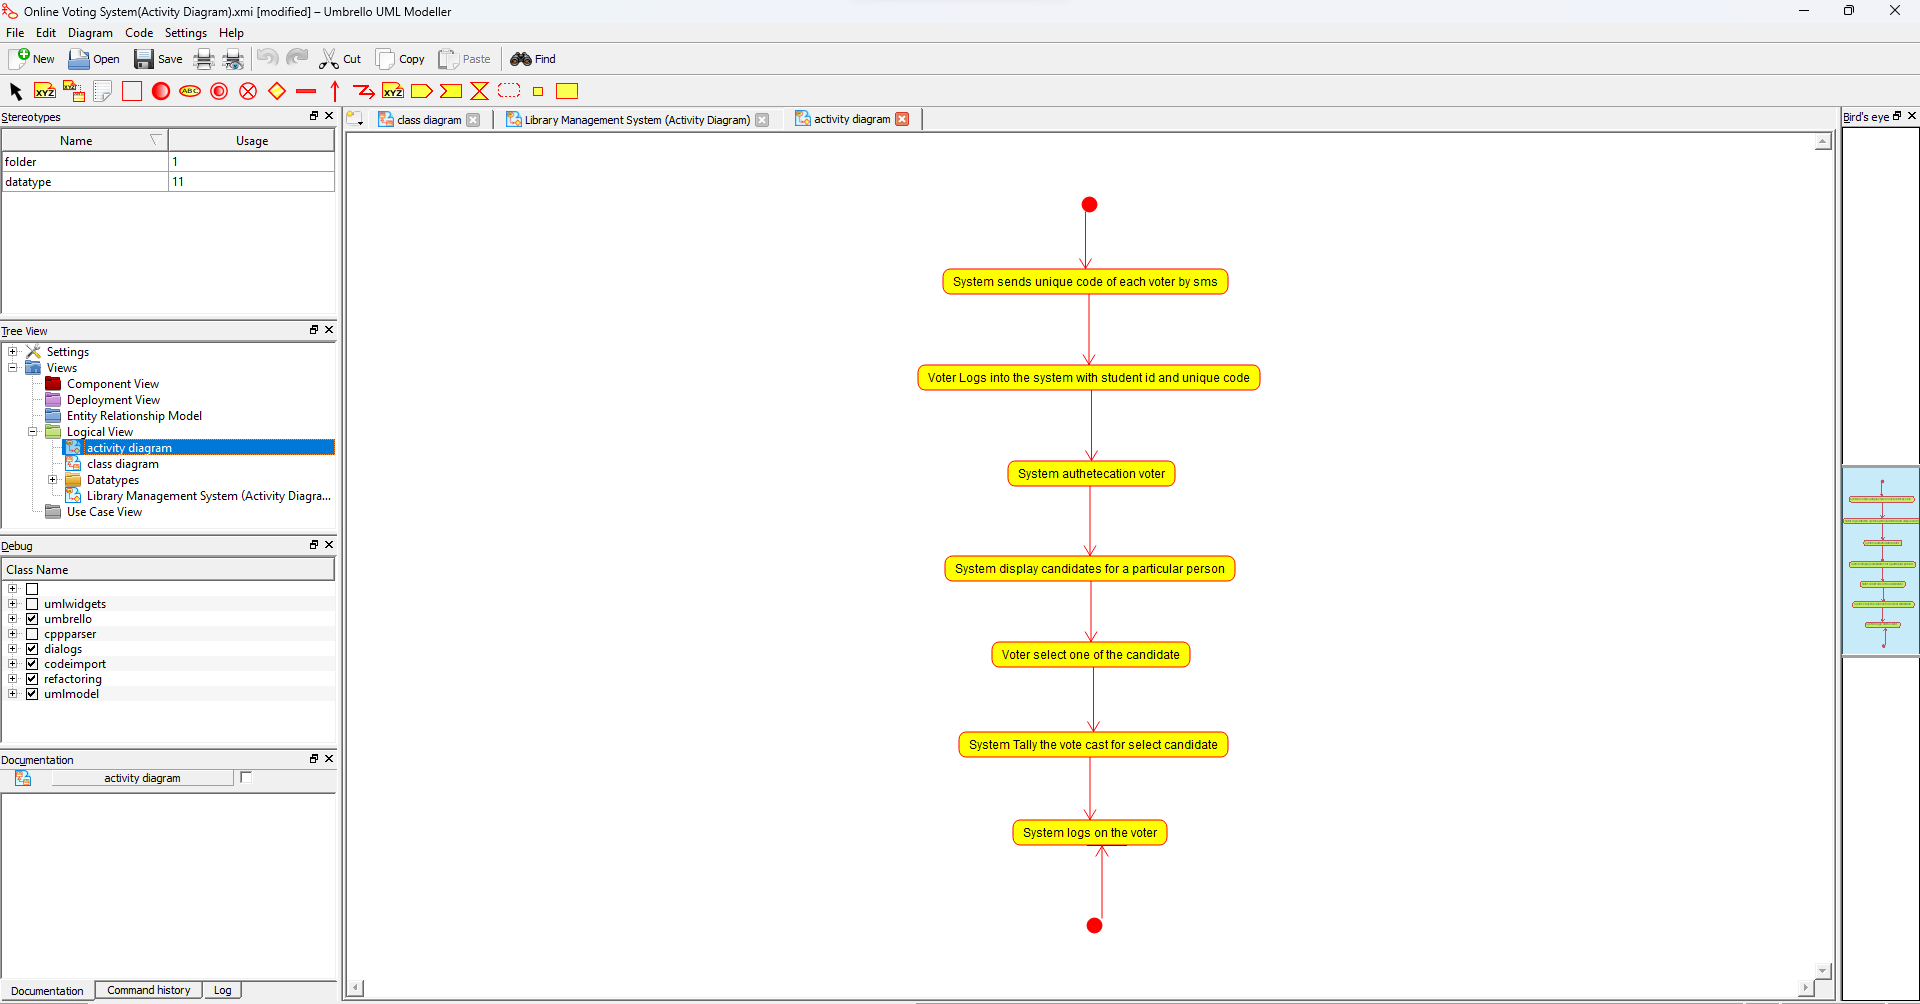 Online Voting System(Activity Diagram).xmi [modified] – Umbrello UML Modeller
File Edit Diagram Code Settings Help
New Open Save Cut Copy Paste Find
XYZ XYZ ABC XYZ
Stereotypes
Name Usage
folder 1
datatype 11
Tree View
Settings
Views
Component View
Deployment View
Entity Relationship Model
Logical View
activity diagram
class diagram
Datatypes
Library Management System (Activity Diagra...
Use Case View
Debug
Class Name
umlwidgets
umbrello
cppparser
dialogs
codeimport
refactoring
umlmodel
Documentation
activity diagram
Documentation Command history Log
class diagram Library Management System (Activity Diagram) activity diagram
System sends unique code of each voter by sms
Voter Logs into the system with student id and unique code
System authetecation voter
System display candidates for a particular person
Voter select one of the candidate
System Tally the vote cast for select candidate
System logs on the voter
Bird's eye